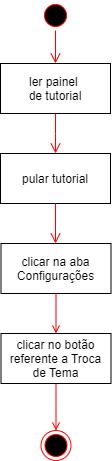 ler painel
de tutorial
pular tutorial
clicar na aba
Configurações
clicar no botão
referente a Troca
de Tema